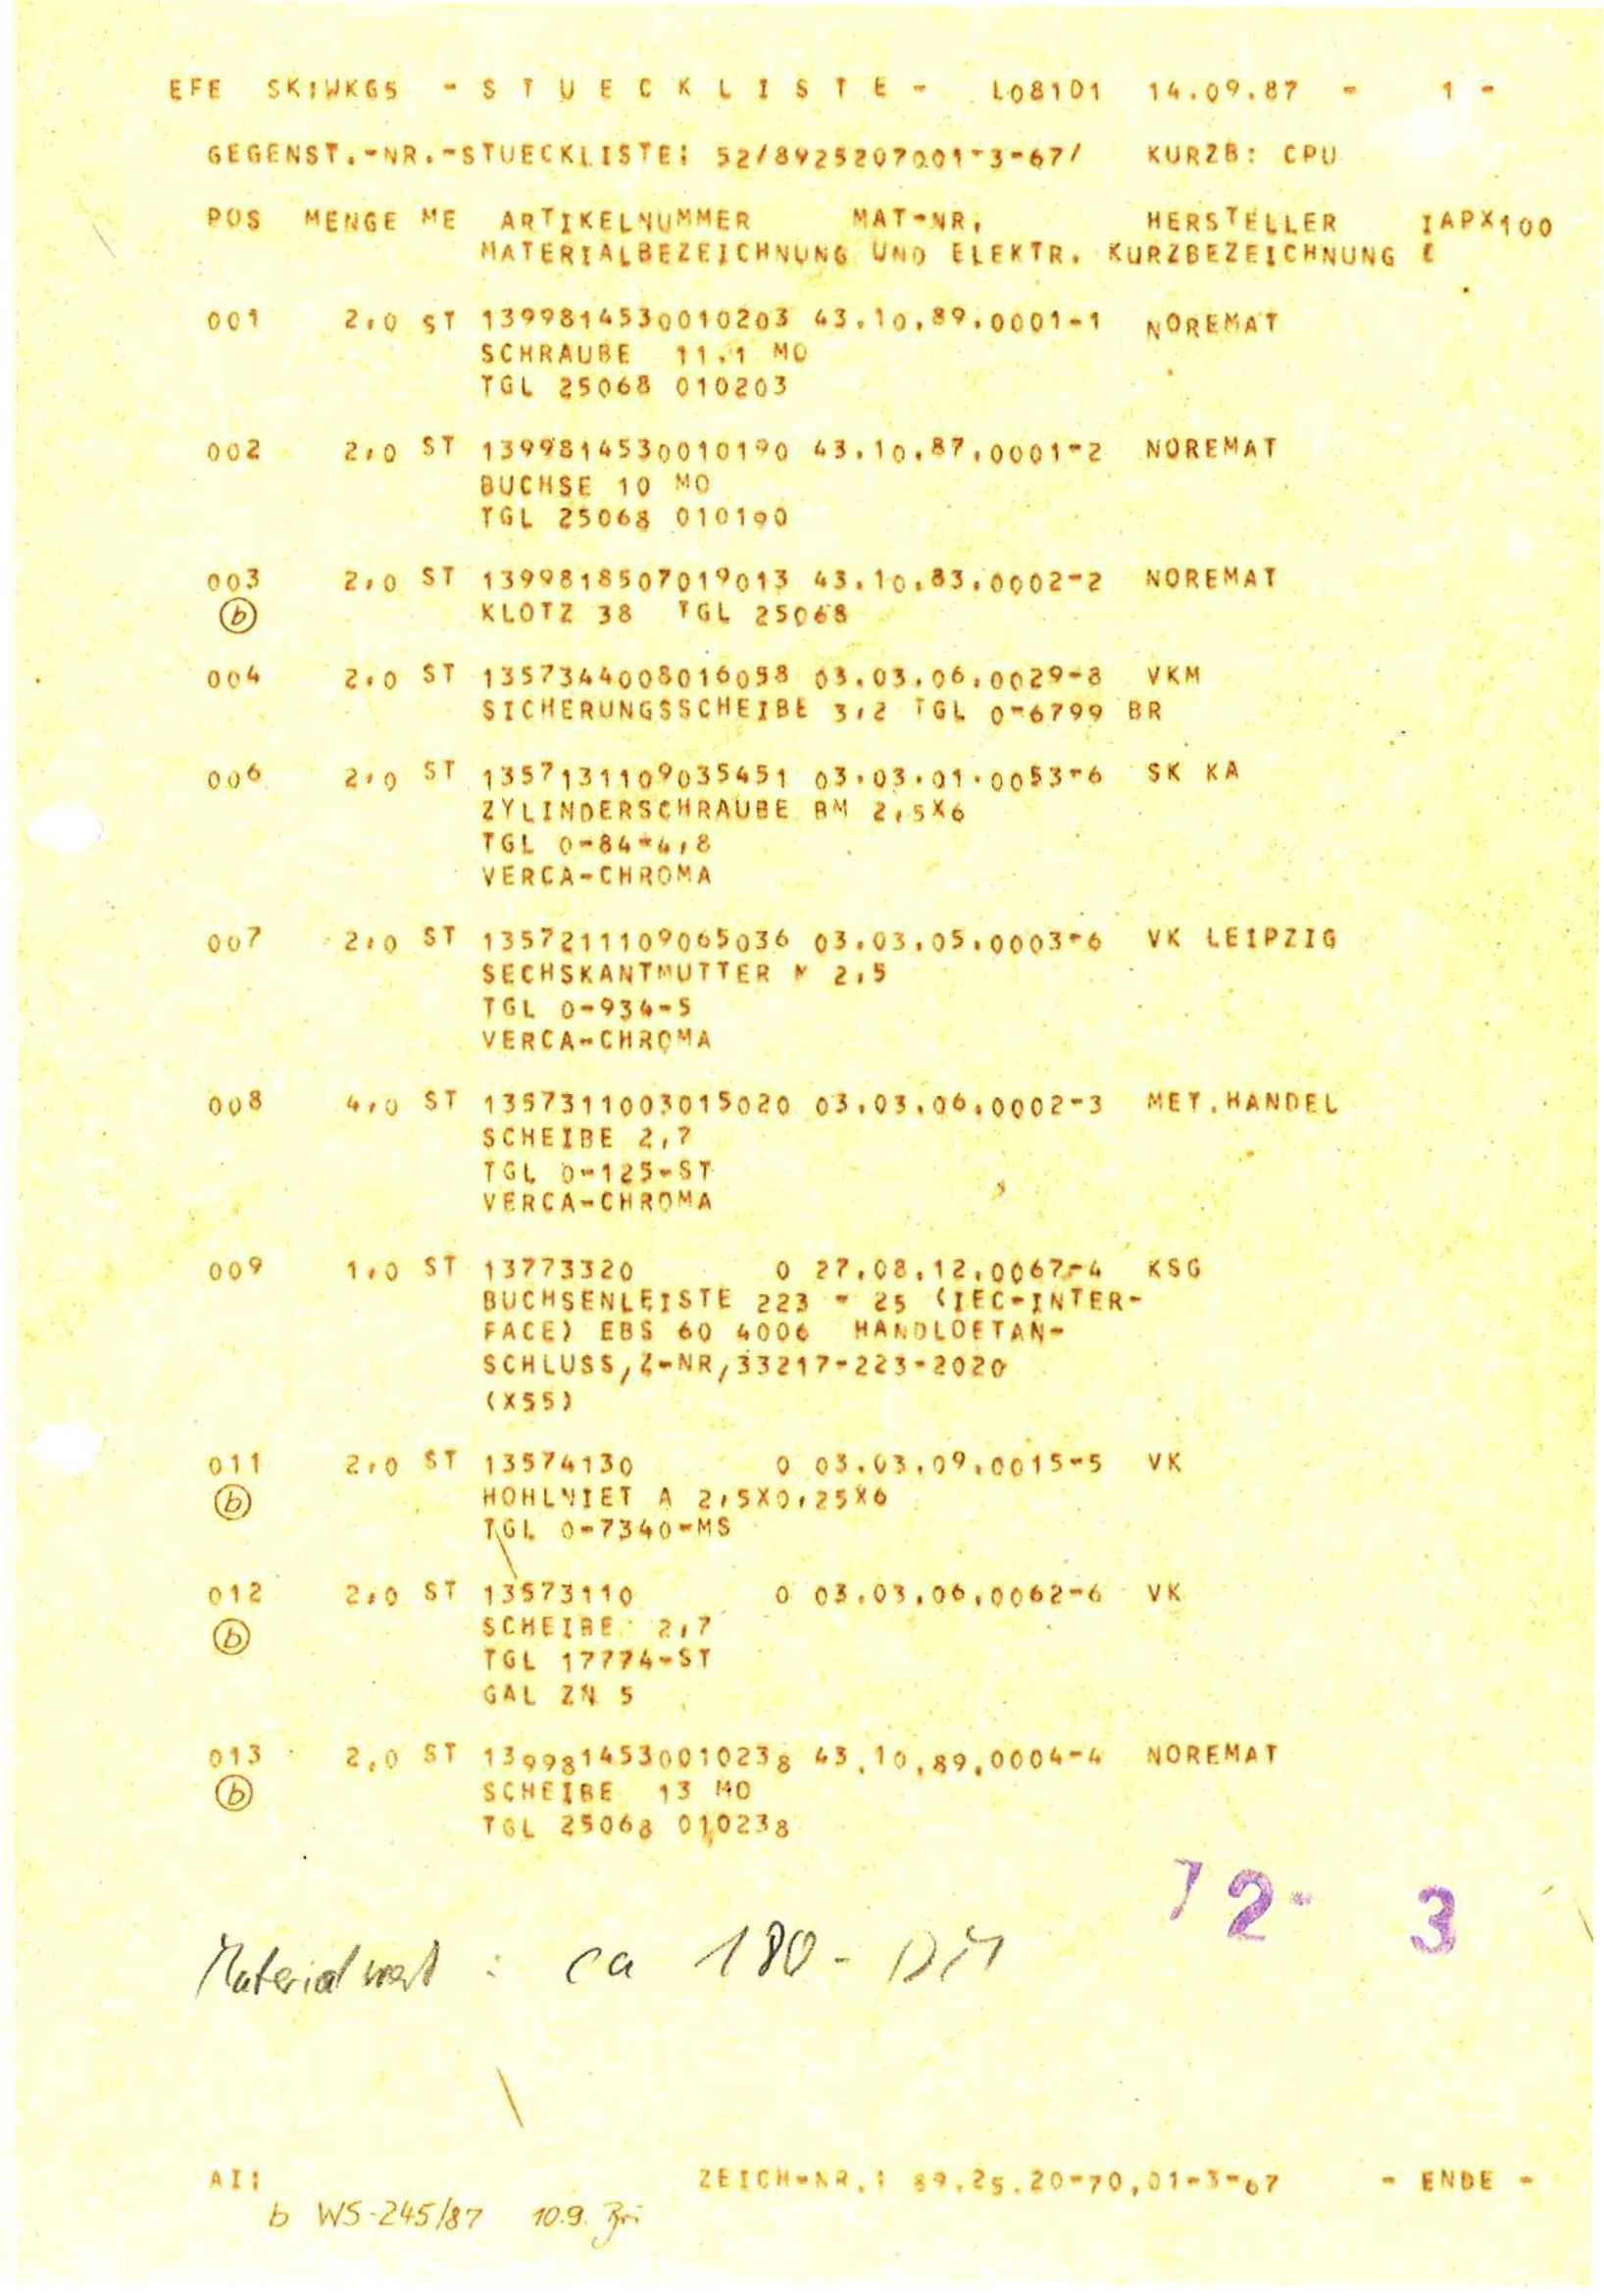 EFE SKIWKGS - S T U E C K L I S T E - L08101 14.09.87 - 1 -
GEGENST.-NR.-STUECKLISTE: 52/8925207001-3-67/ KURZB: CPU
POS MENGE ME ARTIKELNUMMER MAT-NR. HERSTELLER IAPX100
MATERIALBEZEICHNUNG UND ELEKTR. KURZBEZEICHNUNG
001 2,0 ST 1399814530010203 43.10.89.0001-1 NOREMAT
SCHRAUBE 11.1 MO
TGL 25068 010203
002 2,0 ST 1399814530010190 43.10.87.0001-2 NOREMAT
BUCHSE 10 MO
TGL 25068 010190
003 2,0 ST 1399818507019013 43.10.83.0002-2 NOREMAT
(b) KLOTZ 38 TGL 25068
004 2,0 ST 1357344008016058 03.03.06.0029-8 VKM
SICHERUNGSSCHEIBE 3,2 TGL 0-6799 BR
006 2,0 ST 1357131109035451 03.03.01.0053-6 SK KA
ZYLINDERSCHRAUBE BM 2,5X6
TGL 0-84-4,8
VERCA-CHROMA
007 2,0 ST 1357211109065036 03.03.05.0003-6 VK LEIPZIG
SECHSKANTMUTTER M 2,5
TGL 0-934-5
VERCA-CHROMA
008 4,0 ST 1357311003015020 03.03.06.0002-3 MET.HANDEL
SCHEIBE 2,7
TGL 0-125-ST
VERCA-CHROMA
009 1,0 ST 13773320 0 27.08.12.0067-4 KSG
BUCHSENLEISTE 223 - 25 (IEC-INTER-
FACE) EBS 60 4006 HANDLOETAN-
SCHLUSS,Z-NR,33217-223-2020
(X55)
011 2,0 ST 13574130 0 03.03.09.0015-5 VK
(b) HOHLNIET A 2,5X0,25X6
TGL 0-7340-MS
012 2,0 ST 13573110 0 03.03.06.0062-6 VK
(b) SCHEIBE 2,7
TGL 17774-ST
GAL ZN 5
013 2,0 ST 1399814530010238 43.10.89.0004-4 NOREMAT
(b) SCHEIBE 13 MO
TGL 25068 010238
72- 3
Materialwert : ca 180.- DM
AI: ZEICH-NR.: 89.25.20-70,01-3-67 - ENDE -
b WS-245/87 10.9.